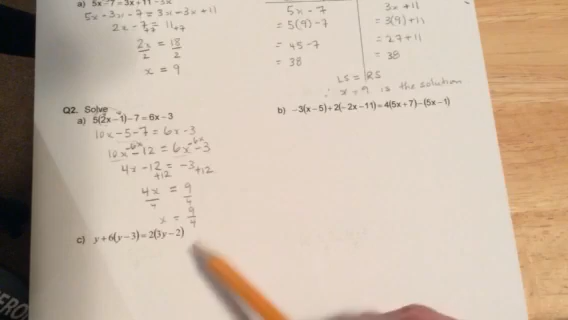 a) 5x-7=3x+11-3x
5x-3x-7=3x-3x+11
2x-7+7=11+7
2x/2 = 18/2
x = 9
5x-7
= 5(9)-7
= 45-7
= 38
3x+11
= 3(9)+11
= 27+11
= 38
LS = RS
∴ x = 9 is the solution
Q2. Solve
a) 5(2x-1)-7=6x-3
10x-5-7=6x-3
10x-6x-12=6x-6x-3
4x-12+12=-3+12
4x/4 = 9/4
x = 9/4
b) -3(x-5)+2(-2x-11)=4(5x+7)-(5x-1)
c) y+6(y-3)=2(3y-2)